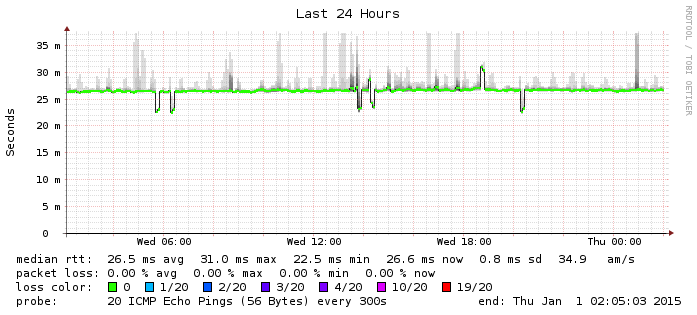 Last 24 Hours
RRDTOOL / TOBI OETIKER
Seconds
35 m
30 m
25 m
20 m
15 m
10 m
5 m
0
Wed 06:00 Wed 12:00 Wed 18:00 Thu 00:00
median rtt: 26.5 ms avg 31.0 ms max 22.5 ms min 26.6 ms now 0.8 ms sd 34.9 am/s
packet loss: 0.00 % avg 0.00 % max 0.00 % min 0.00 % now
loss color: 0 1/20 2/20 3/20 4/20 10/20 19/20
probe: 20 ICMP Echo Pings (56 Bytes) every 300s end: Thu Jan 1 02:05:03 2015